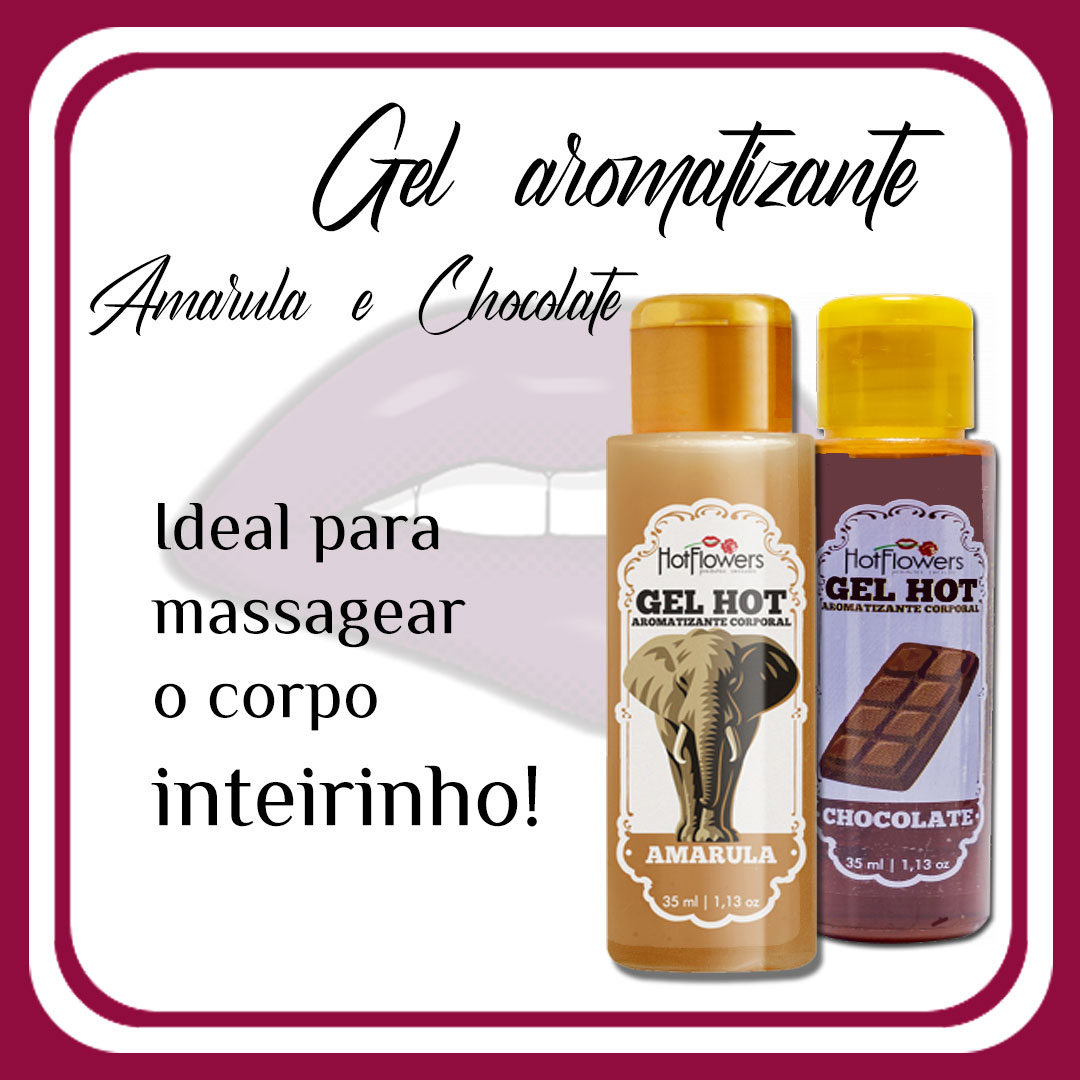 Gel aromatizante
Amarula e Chocolate
Ideal para
massagear
o corpo
inteirinho!
HotFlowers
GEL HOT
AROMATIZANTE CORPORAL
AMARULA
35 ml | 1,13 oz
HotFlowers
GEL HOT
AROMATIZANTE CORPORAL
CHOCOLATE
35 ml | 1,13 oz